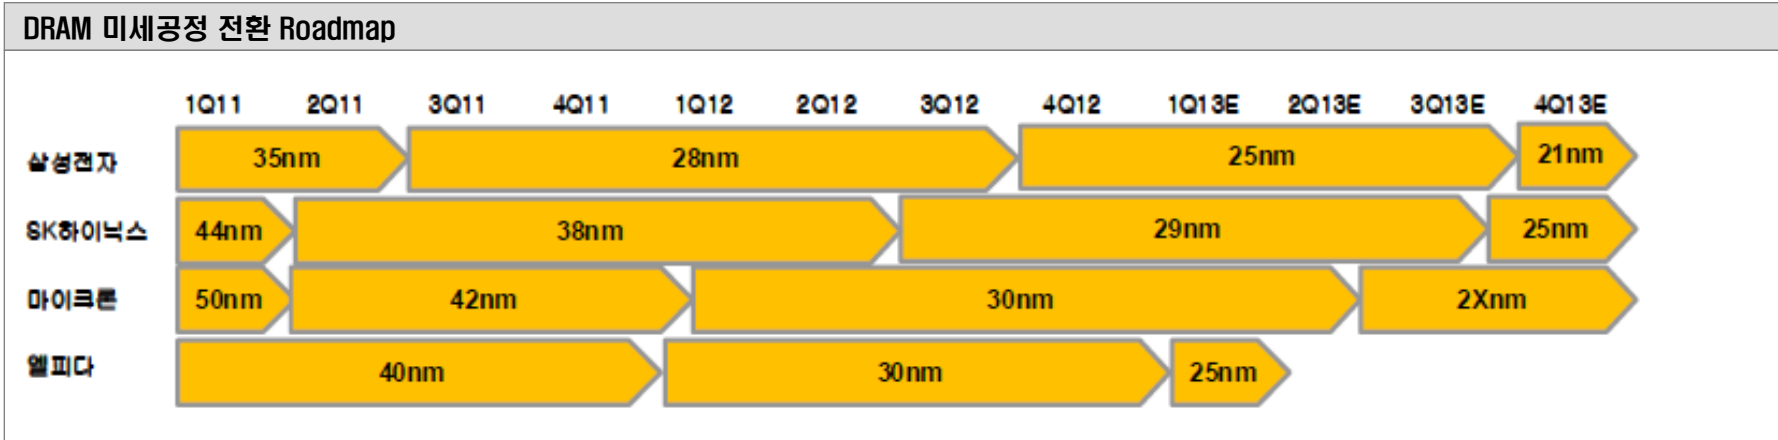 DRAM 미세공정 전환 Roadmap
1Q11 2Q11 3Q11 4Q11 1Q12 2Q12 3Q12 4Q12 1Q13E 2Q13E 3Q13E 4Q13E
삼성전자 35nm 28nm 25nm 21nm
SK하이닉스 44nm 38nm 29nm 25nm
마이크론 50nm 42nm 30nm 2Xnm
엘피다 40nm 30nm 25nm